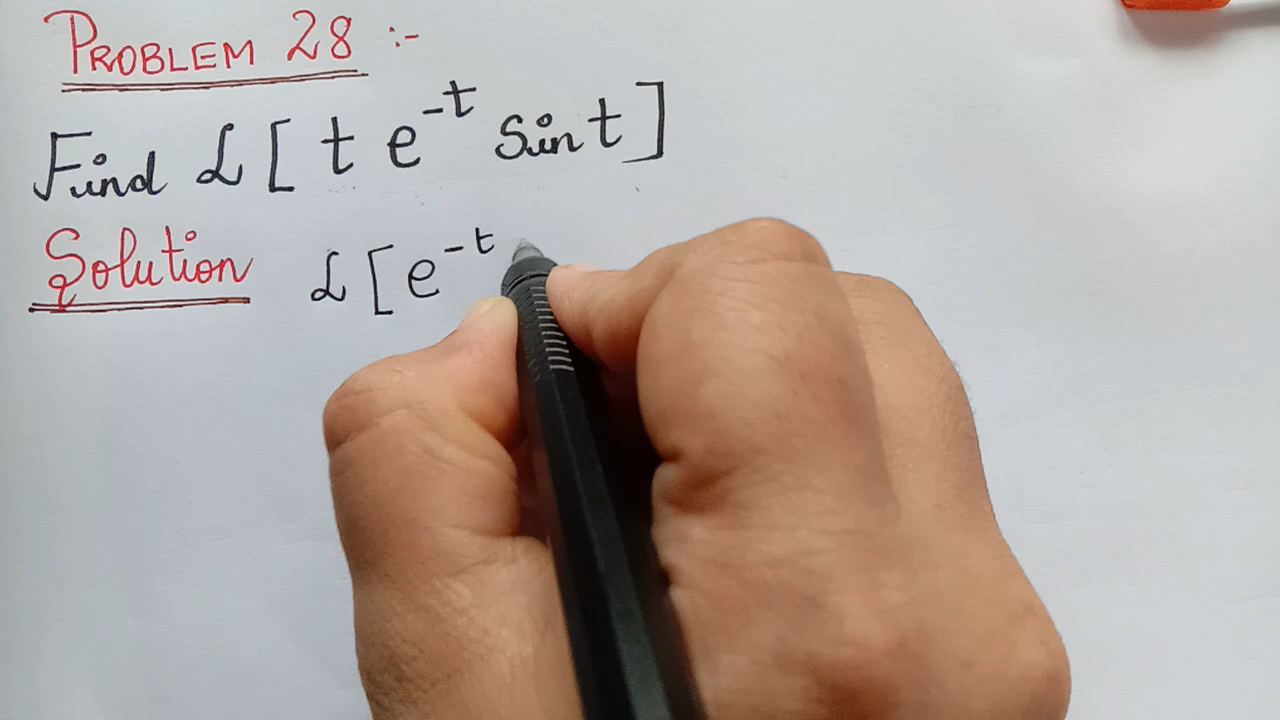 PROBLEM 28 :-
Find ℒ[t e^-t Sin t]
Solution ℒ[e^-t